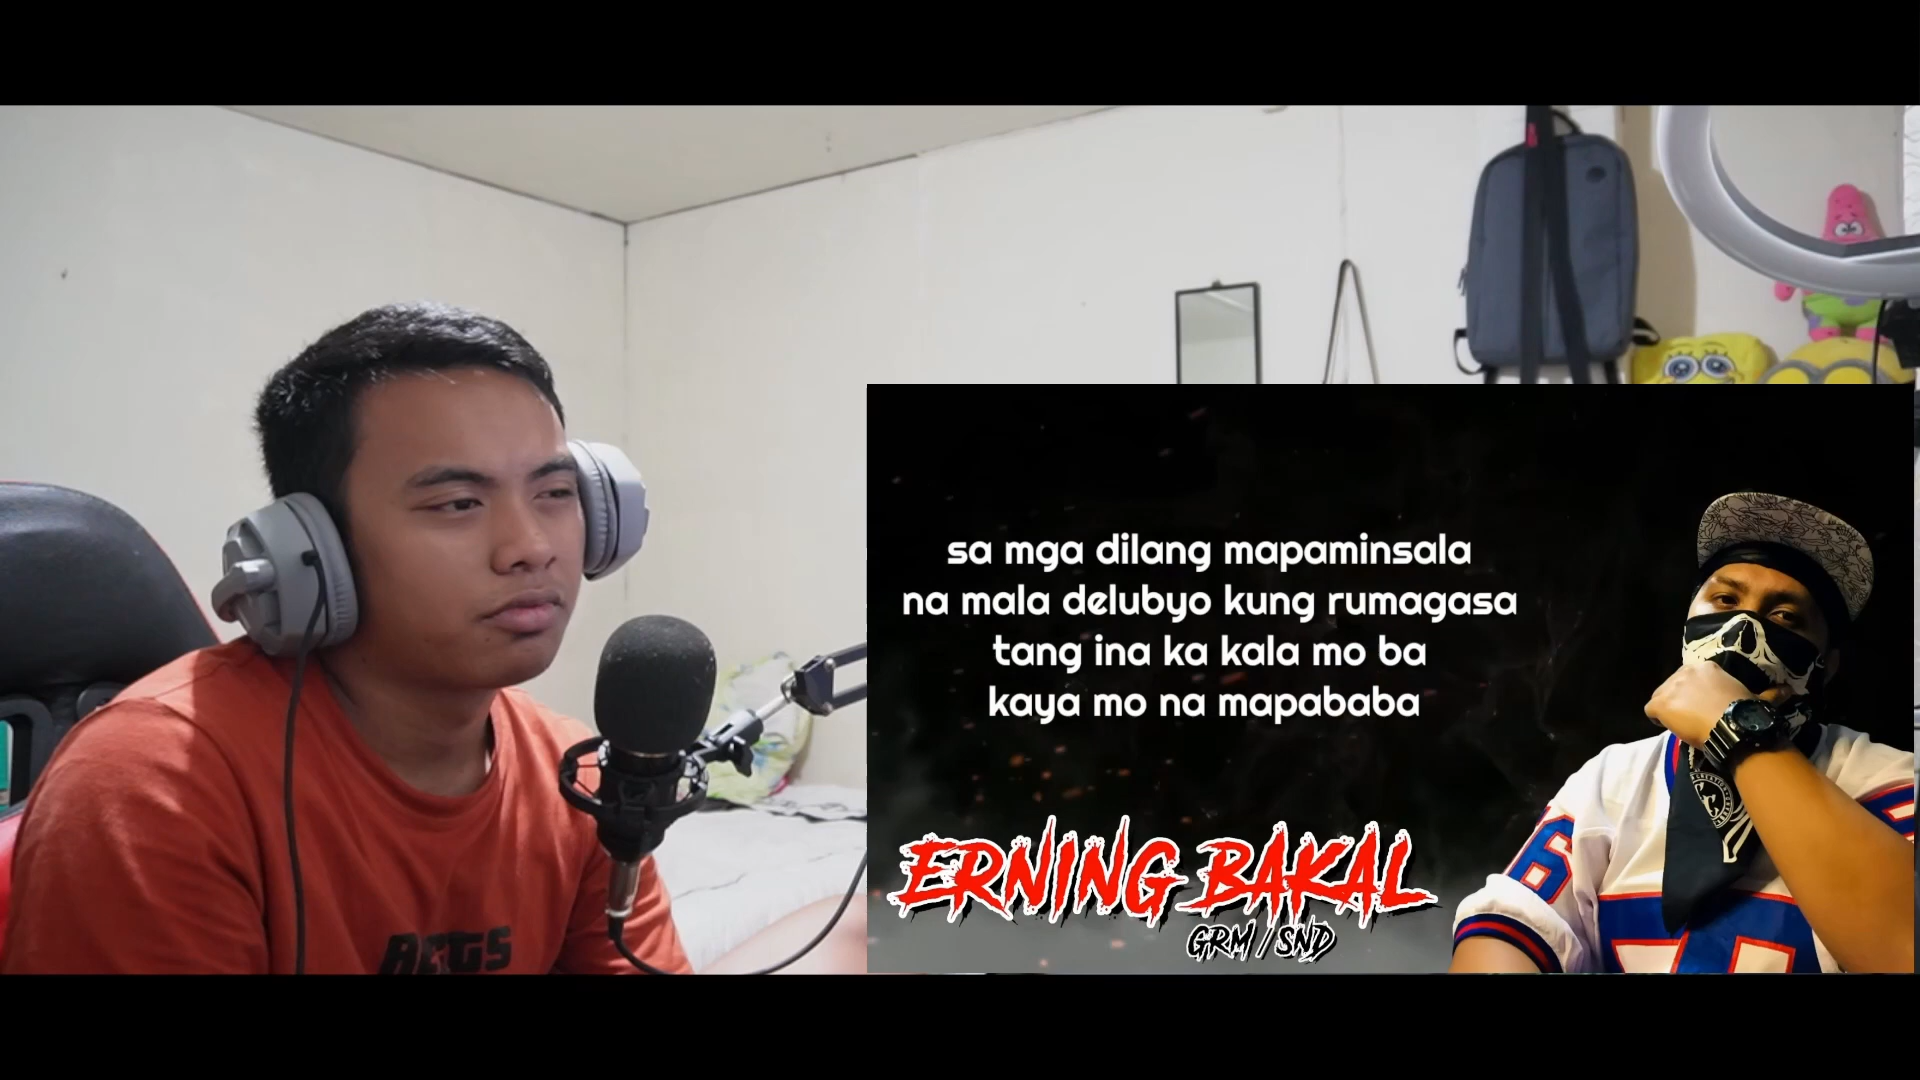 sa mga dilang mapaminsala
na mala delubyo kung rumagasa
tang ina ka kala mo ba
kaya mo na mapababa
ERNING BAKAL
GRM / SND
76